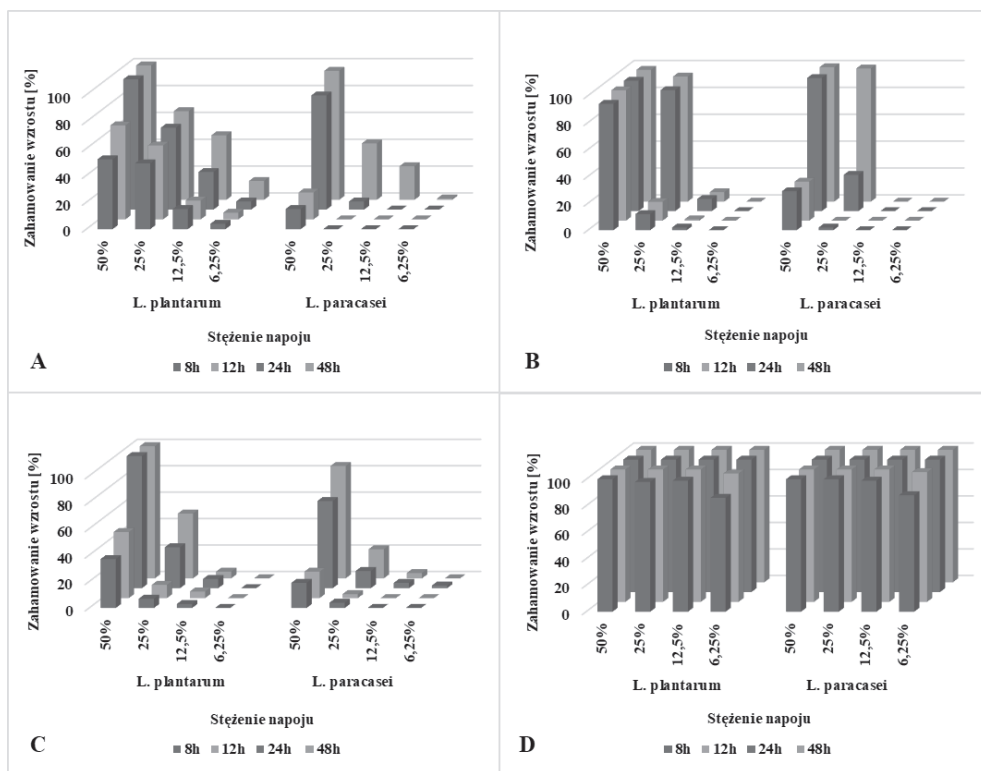 Zahamowanie wzrostu [%]
100
80
60
40
20
0
50%
25%
12,5%
6,25%
50%
25%
12,5%
6,25%
L. plantarum
L. paracasei
Stężenie napoju
A
8h 12h 24h 48h
Zahamowanie wzrostu [%]
100
80
60
40
20
0
50%
25%
12,5%
6,25%
50%
25%
12,5%
6,25%
L. plantarum
L. paracasei
Stężenie napoju
B
8h 12h 24h 48h
Zahamowanie wzrostu [%]
100
80
60
40
20
0
50%
25%
12,5%
6,25%
50%
25%
12,5%
6,25%
L. plantarum
L. paracasei
Stężenie napoju
C
8h 12h 24h 48h
Zahamowanie wzrostu [%]
100
80
60
40
20
0
50%
25%
12,5%
6,25%
50%
25%
12,5%
6,25%
L. plantarum
L. paracasei
Stężenie napoju
D
8h 12h 24h 48h